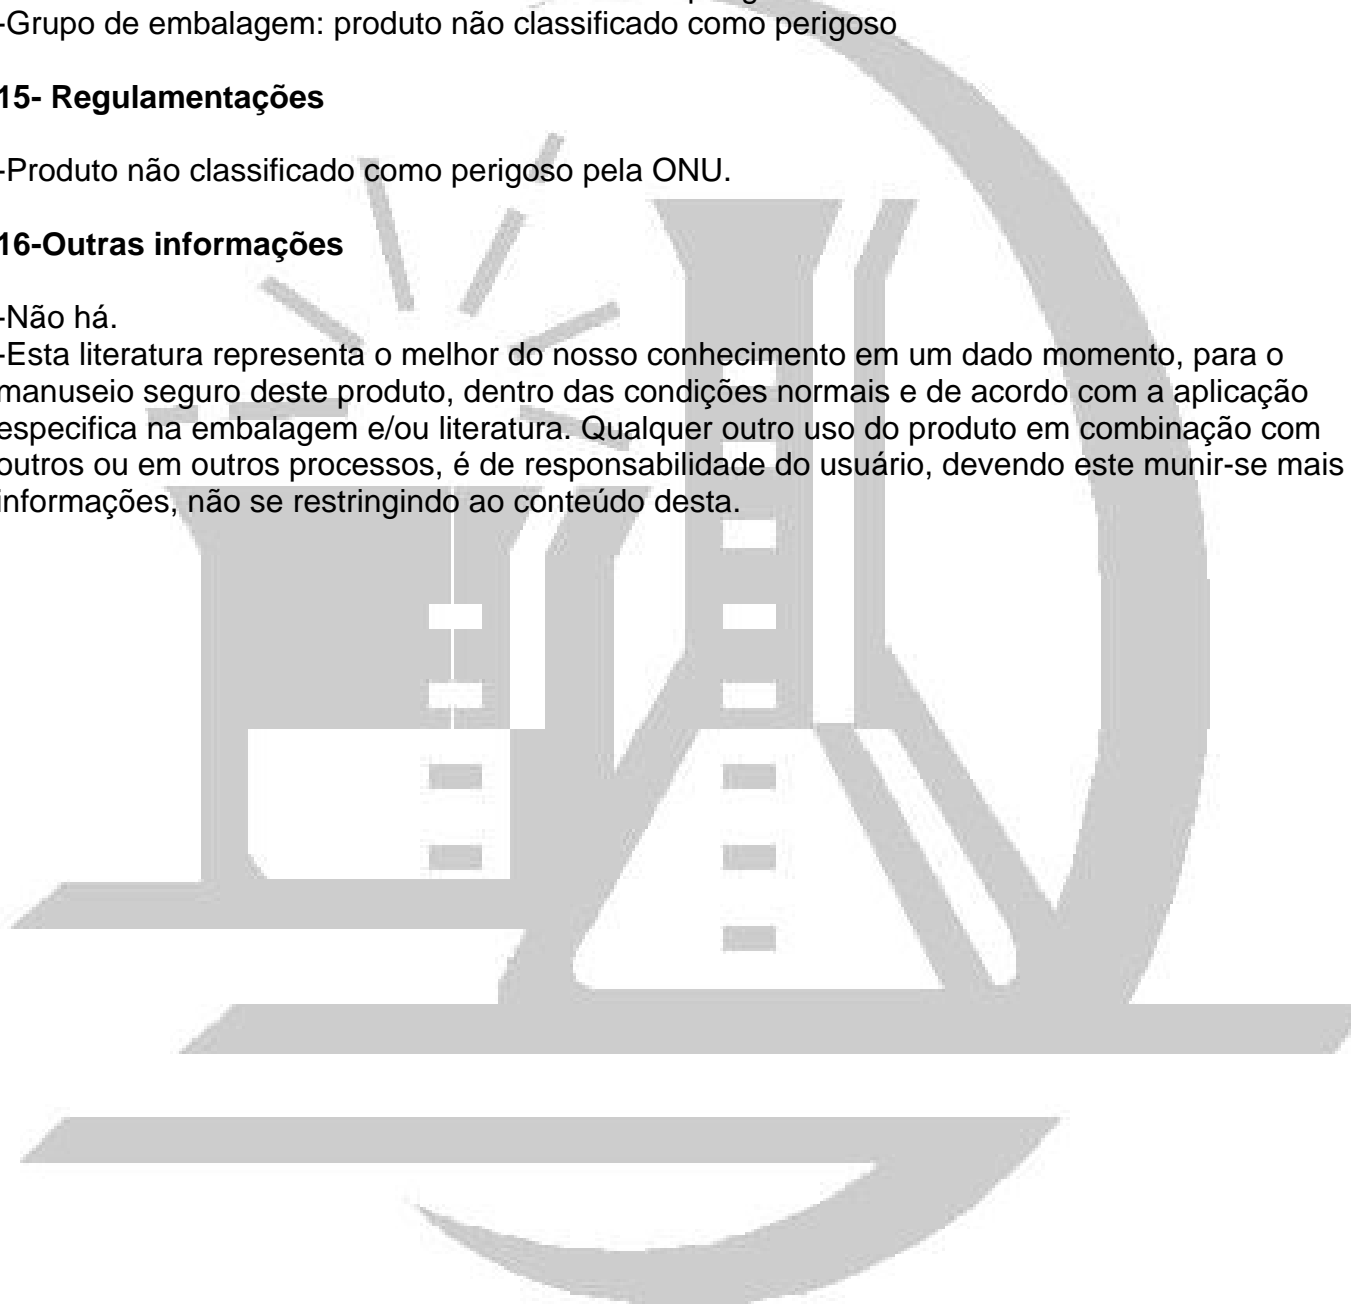 -Grupo de embalagem: produto não classificado como perigoso
15- Regulamentações
-Produto não classificado como perigoso pela ONU.
16-Outras informações
-Não há.
-Esta literatura representa o melhor do nosso conhecimento em um dado momento, para o
manuseio seguro deste produto, dentro das condições normais e de acordo com a aplicação
especifica na embalagem e/ou literatura. Qualquer outro uso do produto em combinação com
outros ou em outros processos, é de responsabilidade do usuário, devendo este munir-se mais
informações, não se restringindo ao conteúdo desta.